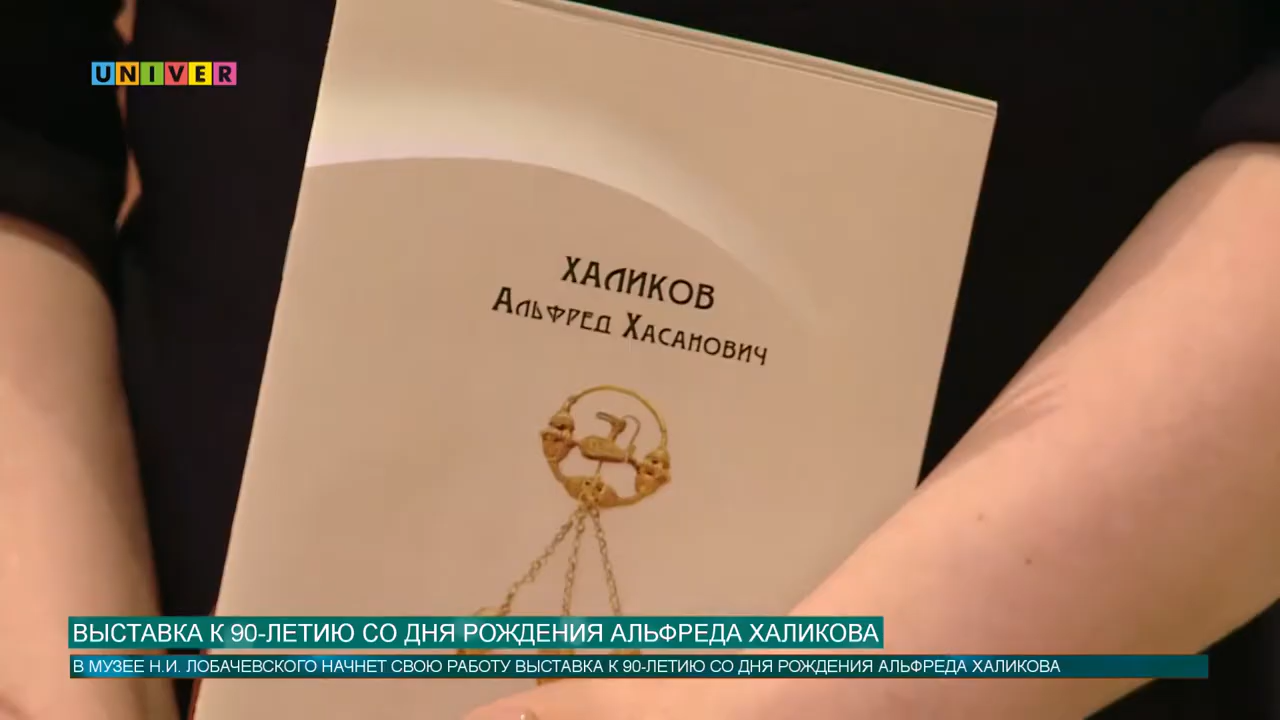 UNIVER
ХАЛИКОВ
Альфред Хасанович
ВЫСТАВКА К 90-ЛЕТИЮ СО ДНЯ РОЖДЕНИЯ АЛЬФРЕДА ХАЛИКОВА
В МУЗЕЕ Н.И. ЛОБАЧЕВСКОГО НАЧНЕТ СВОЮ РАБОТУ ВЫСТАВКА К 90-ЛЕТИЮ СО ДНЯ РОЖДЕНИЯ АЛЬФРЕДА ХАЛИКОВА